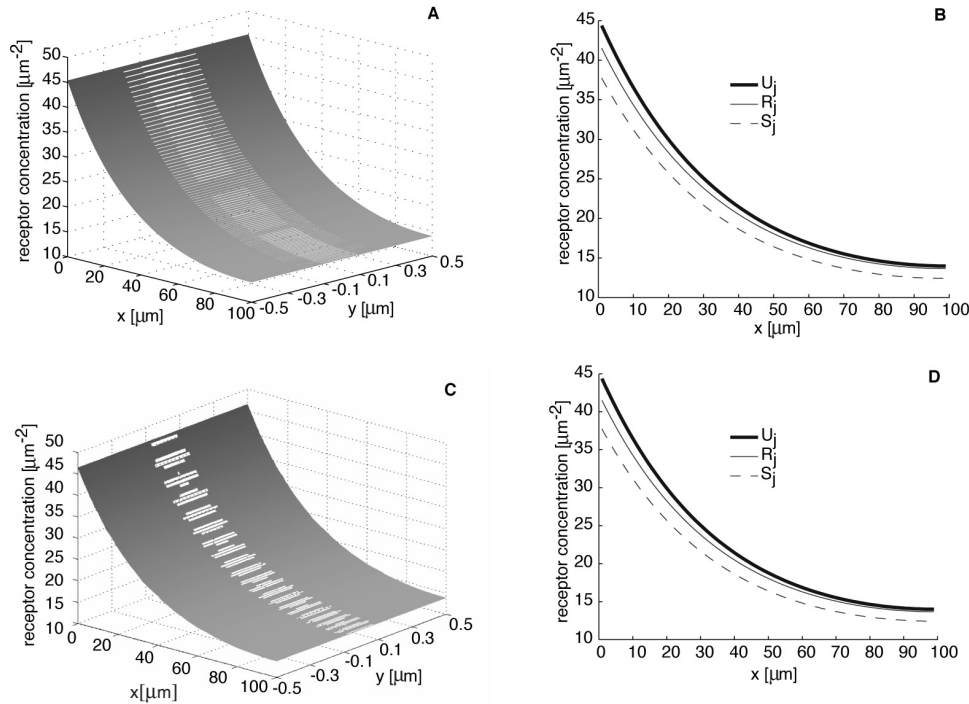 A
receptor concentration [μm-2]
50
45
40
35
30
25
20
15
10
0
20
40
60
80
100
x [μm]
-0.5
-0.3
-0.1
0.1
0.3
0.5
y [μm]
B
receptor concentration [μm-2]
45
40
35
30
25
20
15
10
0 10 20 30 40 50 60 70 80 90 100
x [μm]
Uj
Rj
Sj
C
receptor concentration [μm-2]
50
45
40
35
30
25
20
15
10
0
20
40
60
80
100
x[μm]
-0.5
-0.3
-0.1
0.1
0.3
0.5
y [μm]
D
receptor concentration [μm-2]
45
40
35
30
25
20
15
10
0 10 20 30 40 50 60 70 80 90 100
x [μm]
Uj
Rj
Sj